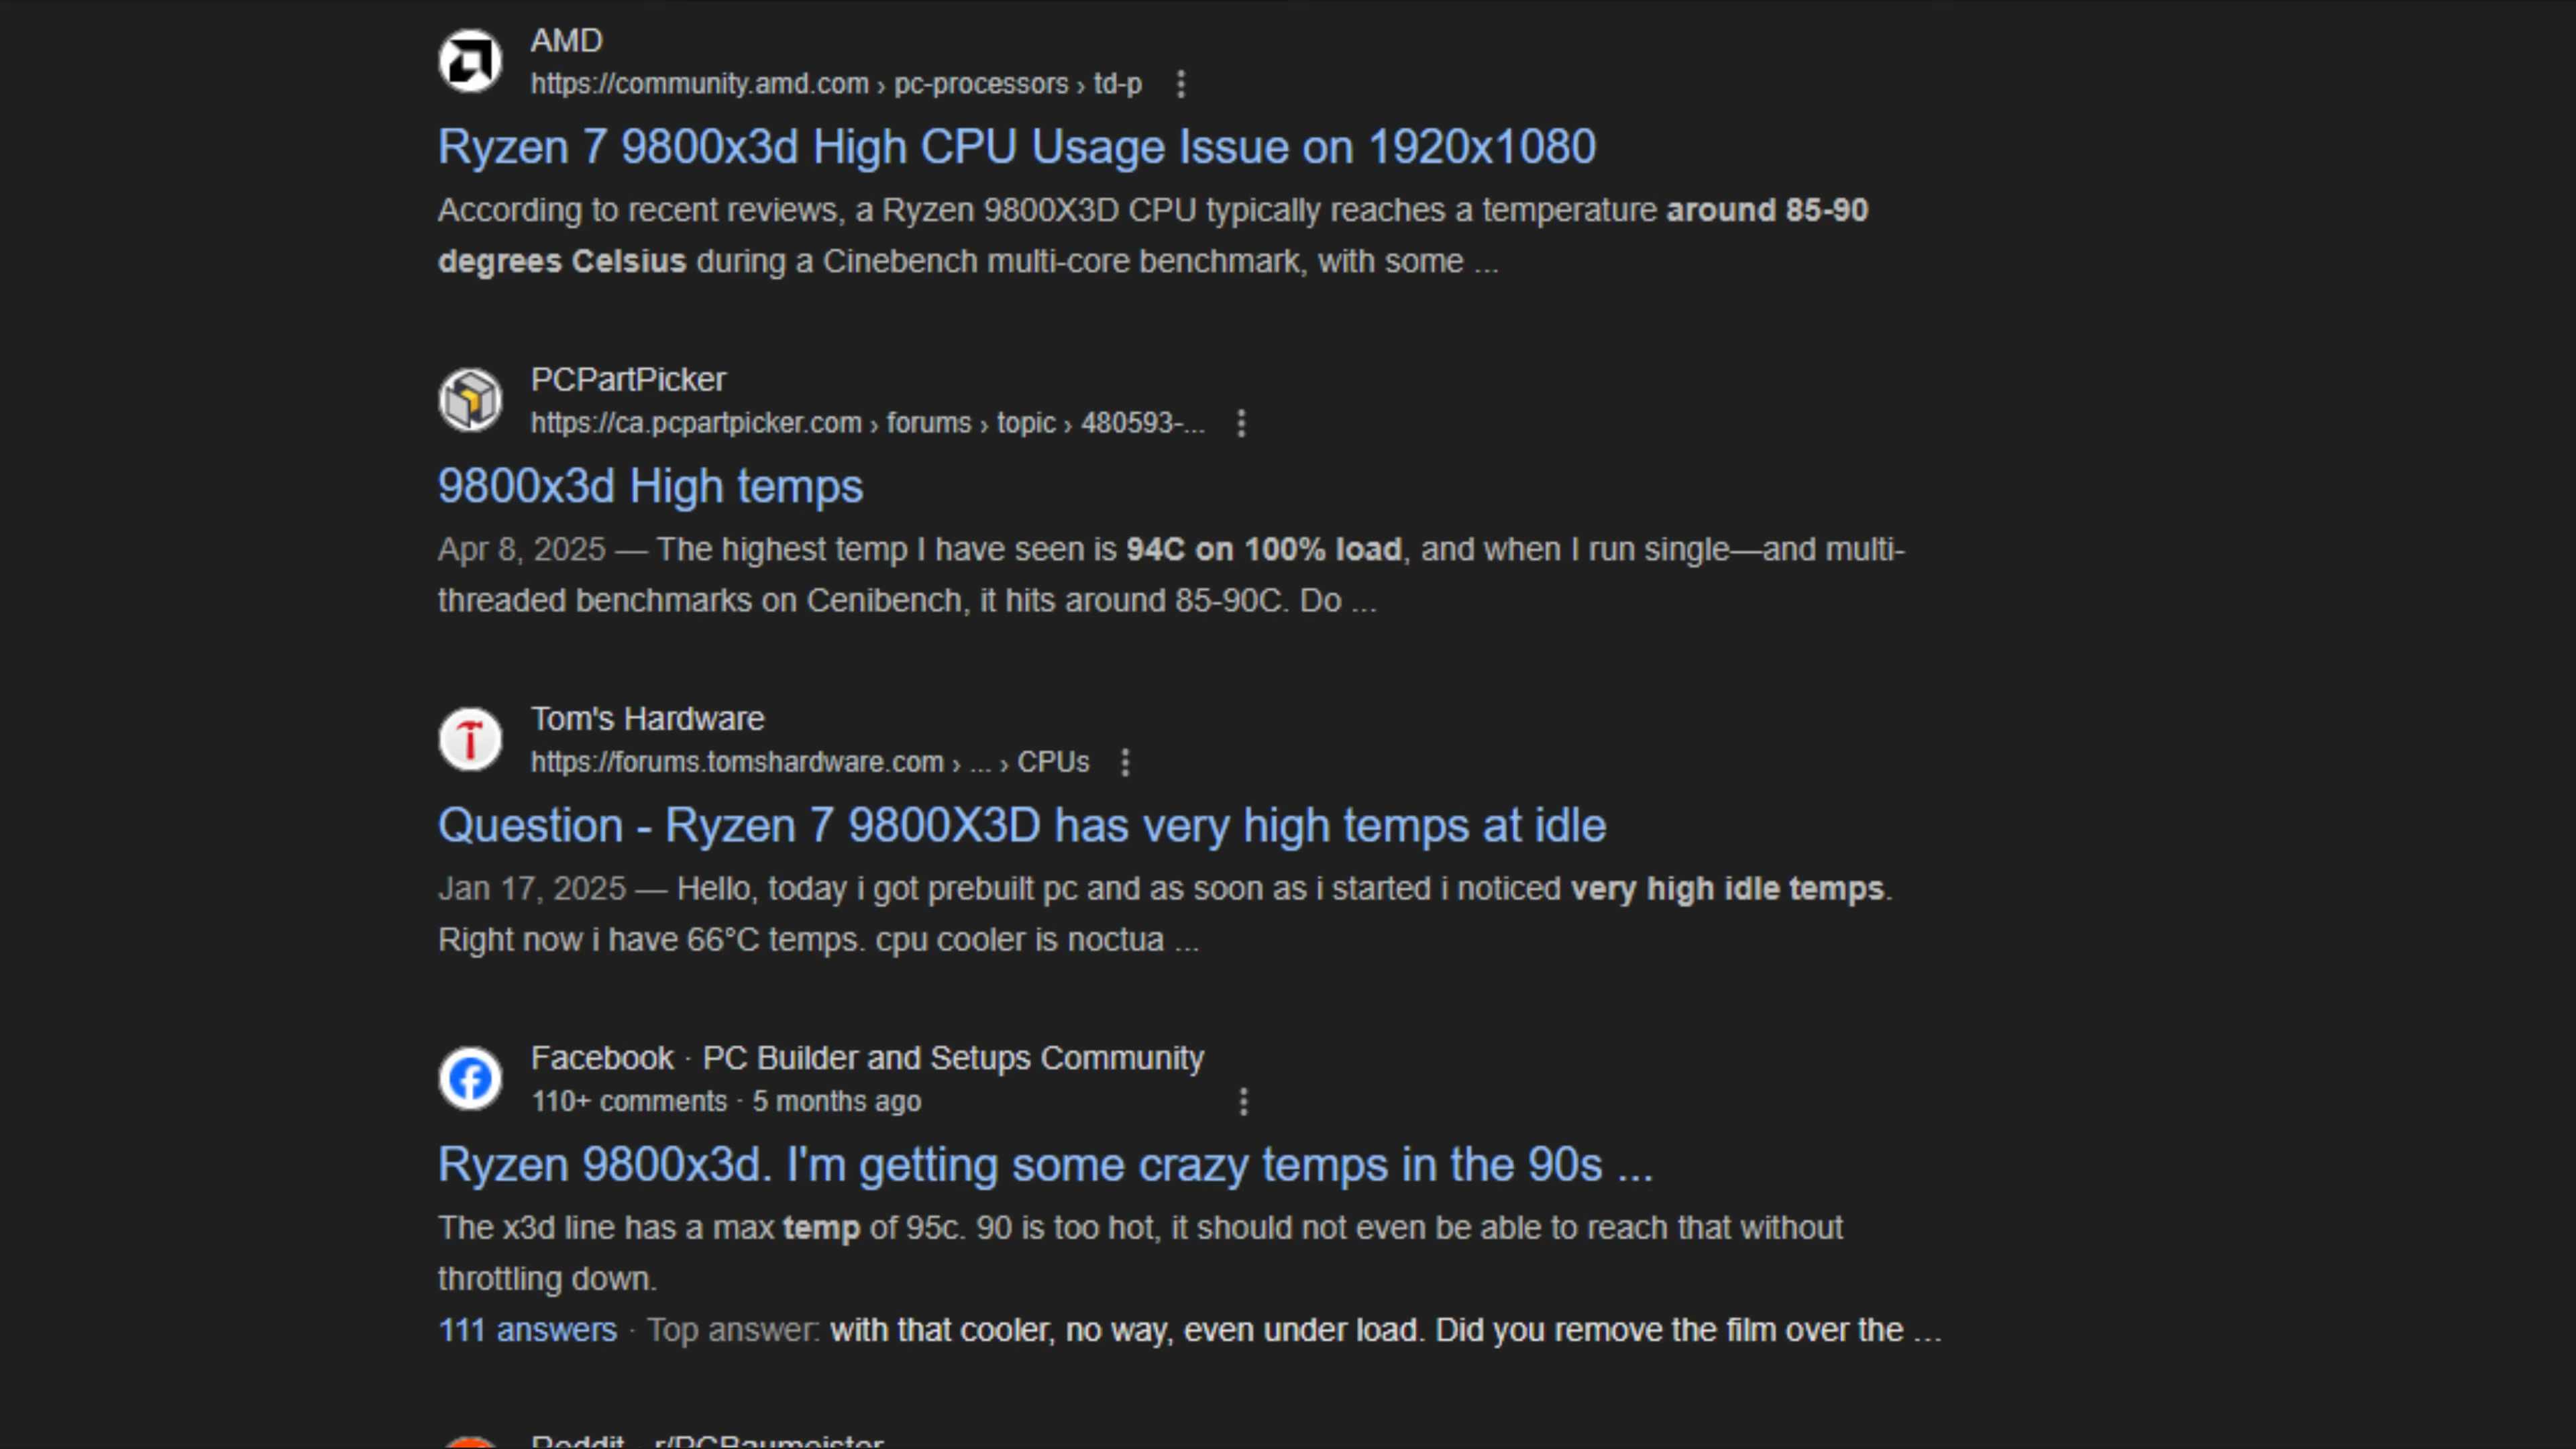 AMD
https://community.amd.com › pc-processors › td-p
Ryzen 7 9800x3d High CPU Usage Issue on 1920x1080
According to recent reviews, a Ryzen 9800X3D CPU typically reaches a temperature around 85-90
degrees Celsius during a Cinebench multi-core benchmark, with some ...
PCPartPicker
https://ca.pcpartpicker.com › forums › topic › 480593-...
9800x3d High temps
Apr 8, 2025 — The highest temp I have seen is 94C on 100% load, and when I run single—and multi-
threaded benchmarks on Cenibench, it hits around 85-90C. Do ...
Tom's Hardware
https://forums.tomshardware.com › ... › CPUs
Question - Ryzen 7 9800X3D has very high temps at idle
Jan 17, 2025 — Hello, today i got prebuilt pc and as soon as i started i noticed very high idle temps.
Right now i have 66°C temps. cpu cooler is noctua ...
Facebook · PC Builder and Setups Community
110+ comments · 5 months ago
Ryzen 9800x3d. I'm getting some crazy temps in the 90s ...
The x3d line has a max temp of 95c. 90 is too hot, it should not even be able to reach that without
throttling down.
111 answers · Top answer: with that cooler, no way, even under load. Did you remove the film over the ...
Reddit · r/PCBaumeister